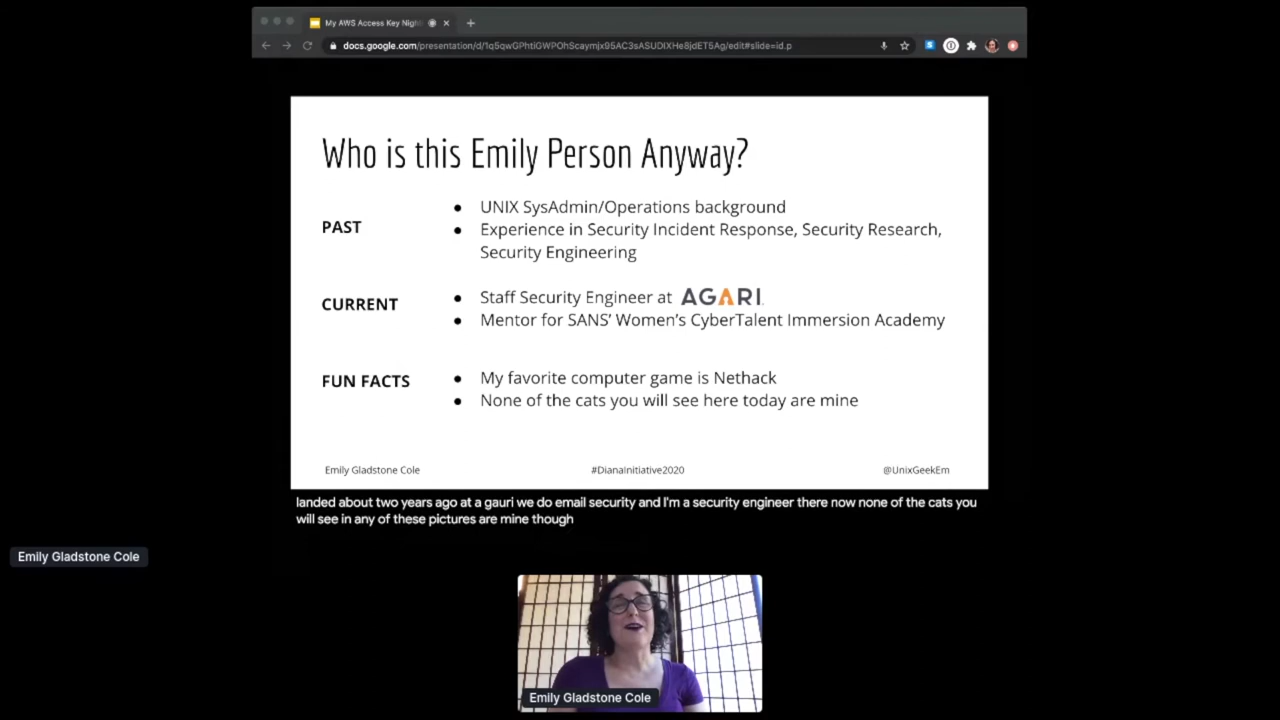 My AWS Access Key Nigh
docs.google.com/presentation/d/1q5qwGPhtiGWPOhScaymjx95AC3sASUDIXHe8jdET5Ag/edit#slide=id.p
Who is this Emily Person Anyway?
PAST
● UNIX SysAdmin/Operations background
● Experience in Security Incident Response, Security Research,
Security Engineering
CURRENT
● Staff Security Engineer at AGARI
● Mentor for SANS’ Women’s CyberTalent Immersion Academy
FUN FACTS
● My favorite computer game is Nethack
● None of the cats you will see here today are mine
Emily Gladstone Cole
#DianaInitiative2020
@UnixGeekEm
landed about two years ago at a gauri we do email security and I'm a security engineer there now none of the cats you
will see in any of these pictures are mine though
Emily Gladstone Cole
Emily Gladstone Cole